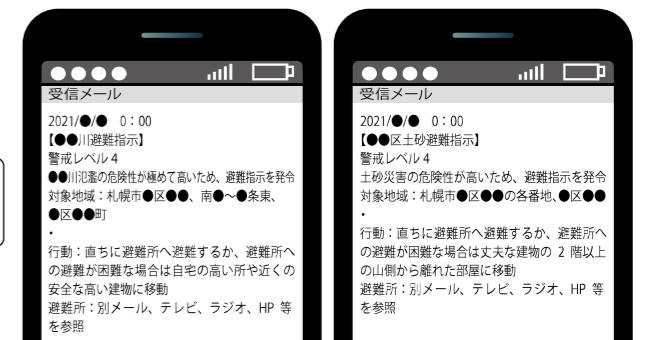 受信メール
2021/●/●　0：00
【●●川避難指示】
警戒レベル 4
●●川氾濫の危険性が極めて高いため、避難指示を発令
対象地域：札幌市●区●●、南●～●条東、
●区●●町
・
行動：直ちに避難所へ避難するか、避難所へ
の避難が困難な場合は自宅の高い所や近くの
安全な高い建物に移動
避難所：別メール、テレビ、ラジオ、HP 等
を参照
受信メール
2021/●/●　0：00
【●●区土砂避難指示】
警戒レベル 4
土砂災害の危険性が高いため、避難指示を発令
対象地域：札幌市●区●●の各番地、●区●●
・
行動：直ちに避難所へ避難するか、避難所へ
の避難が困難な場合は丈夫な建物の 2 階以上
の山側から離れた部屋に移動
避難所：別メール、テレビ、ラジオ、HP 等
を参照